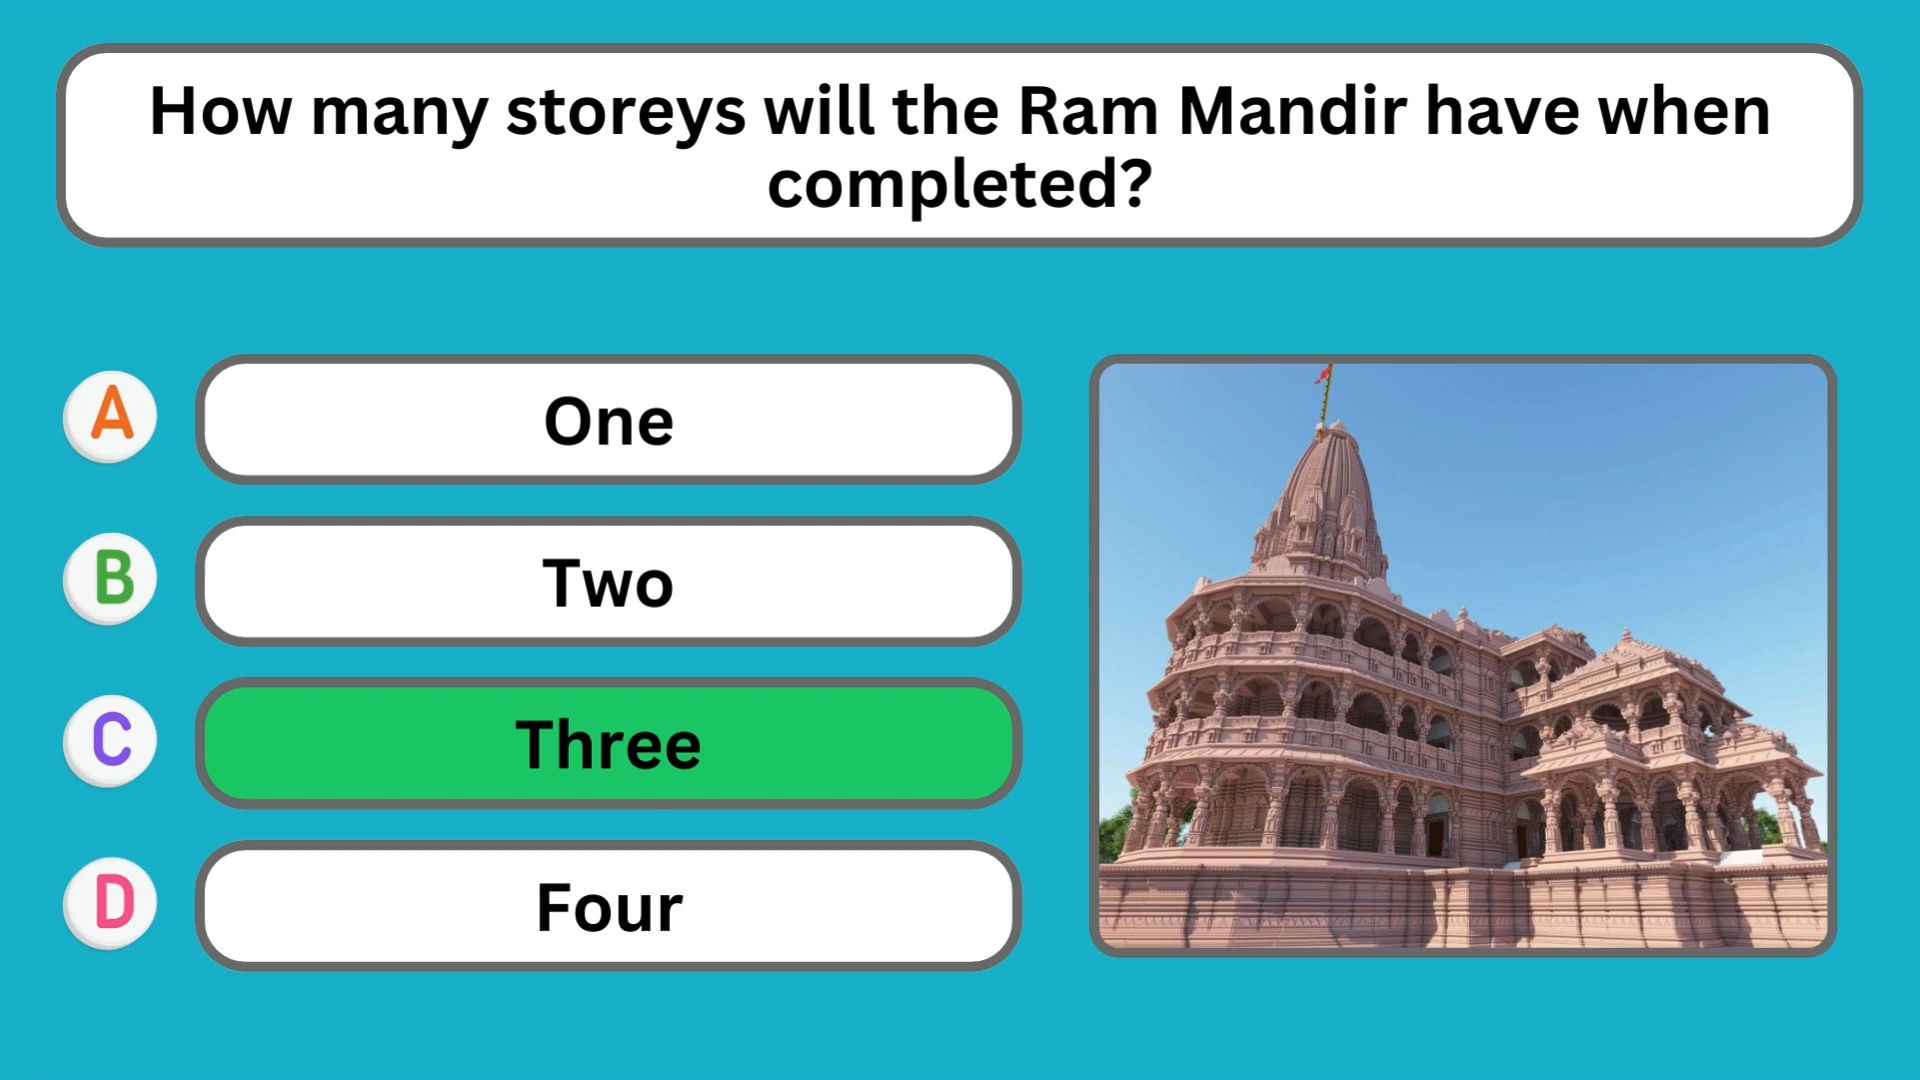 How many storeys will the Ram Mandir have when
completed?
A One
B Two
C Three
D Four